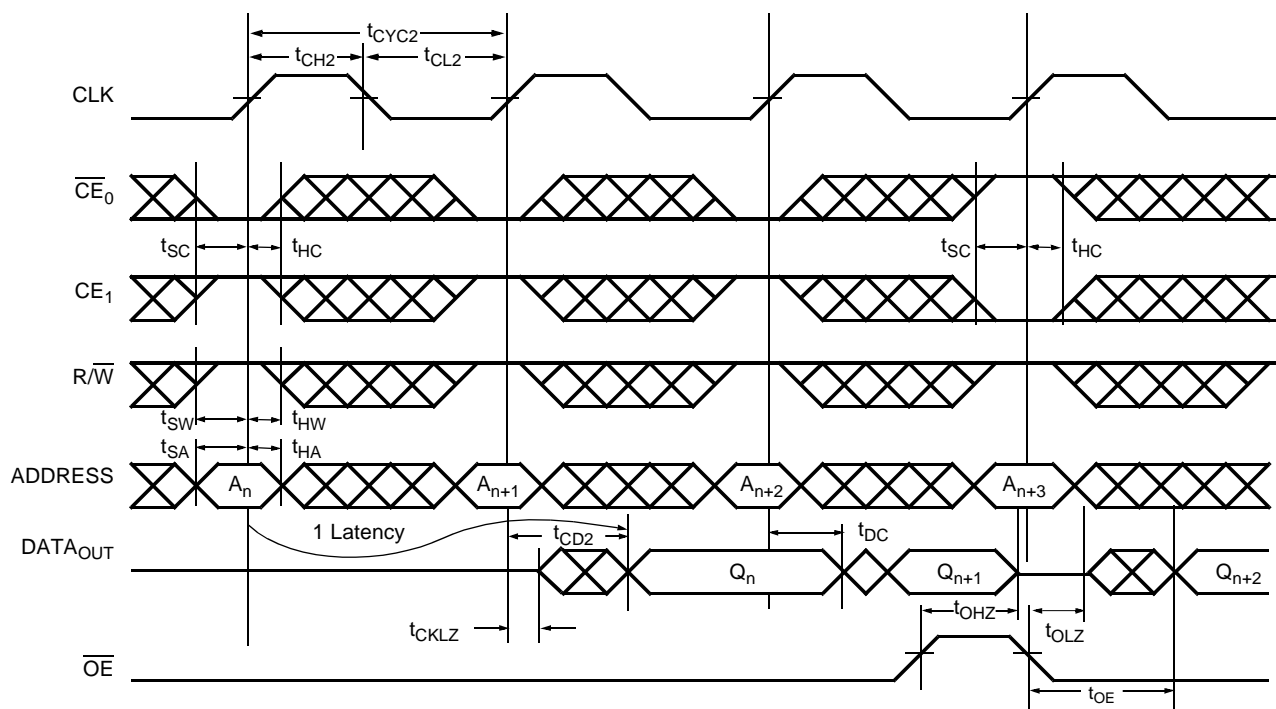 tCYC2
tCH2 tCL2
CLK
CE0
tSC tHC tSC tHC
CE1
R/W
tSW tHW
tSA tHA
ADDRESS An An+1 An+2 An+3
1 Latency tCD2 tDC
DATAOUT Qn Qn+1 Qn+2
tOHZ
tCKLZ tOLZ
OE
tOE